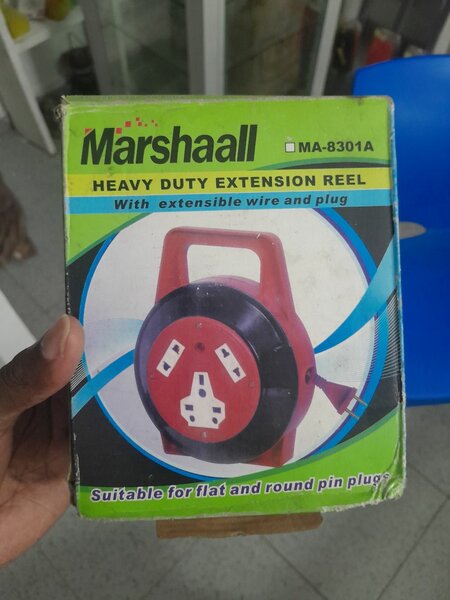 Marshaall
MA-8301A
HEAVY DUTY EXTENSION REEL
With extensible wire and plug
Suitable for flat and round pin plugs